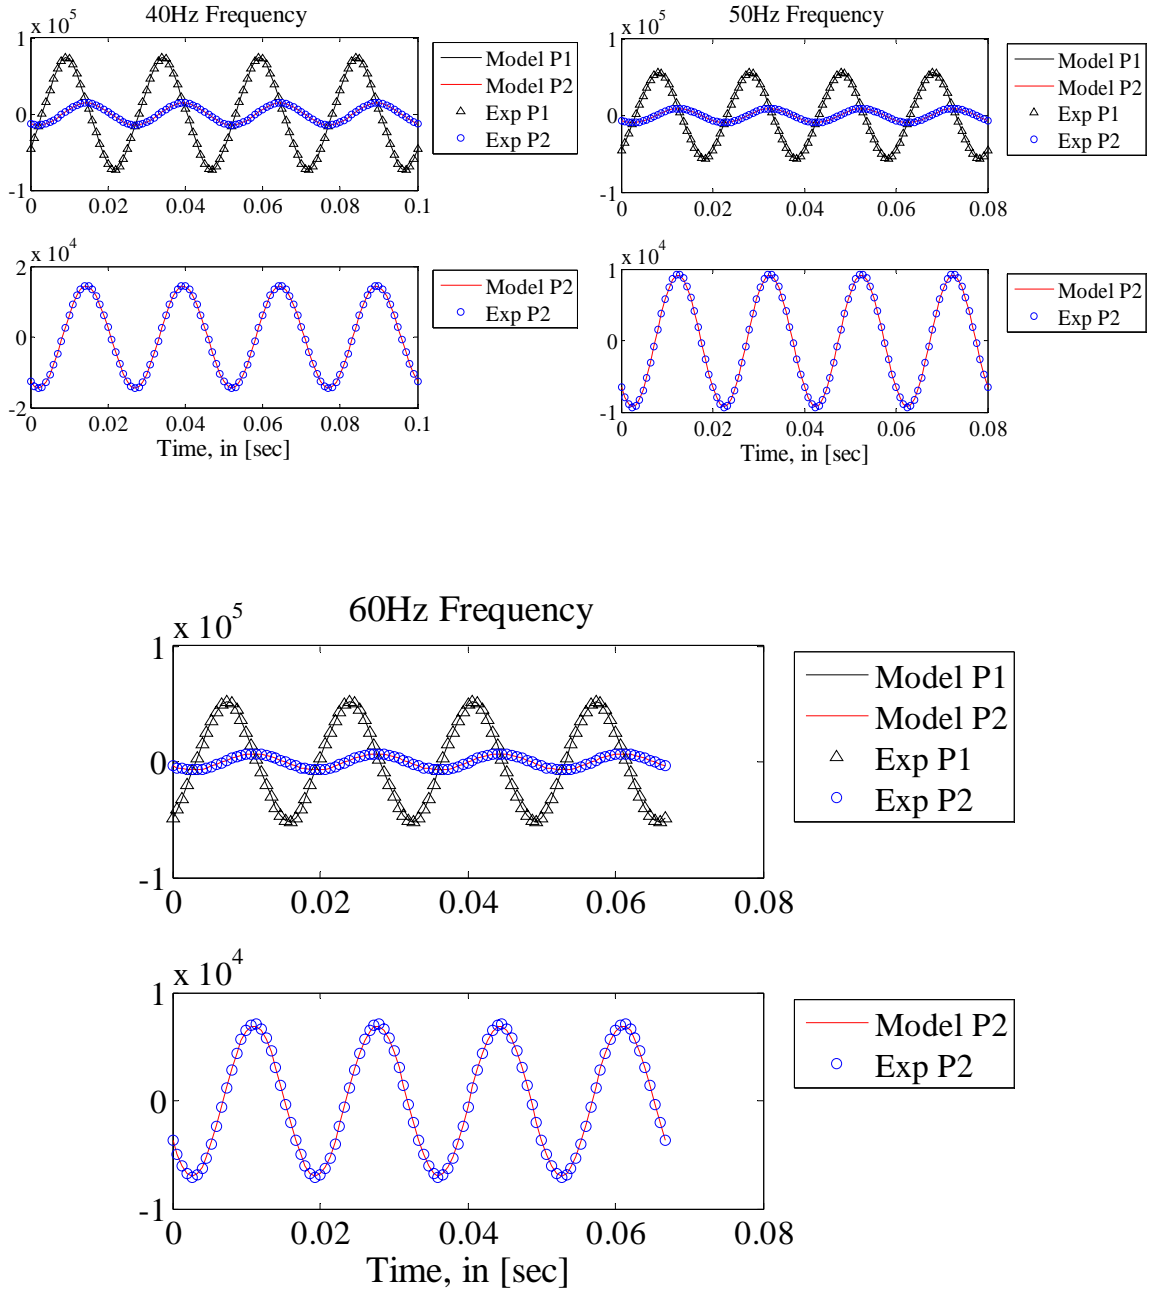 40Hz Frequency
x 10^5
1
0
-1
0 0.02 0.04 0.06 0.08 0.1
Model P1
Model P2
Exp P1
Exp P2
x 10^4
2
0
-2
0 0.02 0.04 0.06 0.08 0.1
Time, in [sec]
Model P2
Exp P2
50Hz Frequency
x 10^5
1
0
-1
0 0.02 0.04 0.06 0.08
Model P1
Model P2
Exp P1
Exp P2
x 10^4
1
0
-1
0 0.02 0.04 0.06 0.08
Time, in [sec]
Model P2
Exp P2
60Hz Frequency
x 10^5
1
0
-1
0 0.02 0.04 0.06 0.08
Model P1
Model P2
Exp P1
Exp P2
x 10^4
1
0
-1
0 0.02 0.04 0.06 0.08
Time, in [sec]
Model P2
Exp P2